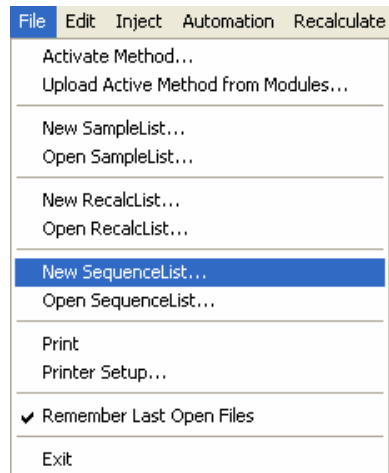 File Edit Inject Automation Recalculate
Activate Method...
Upload Active Method from Modules...
New SampleList...
Open SampleList...
New RecalcList...
Open RecalcList...
New SequenceList...
Open SequenceList...
Print
Printer Setup...
✓ Remember Last Open Files
Exit